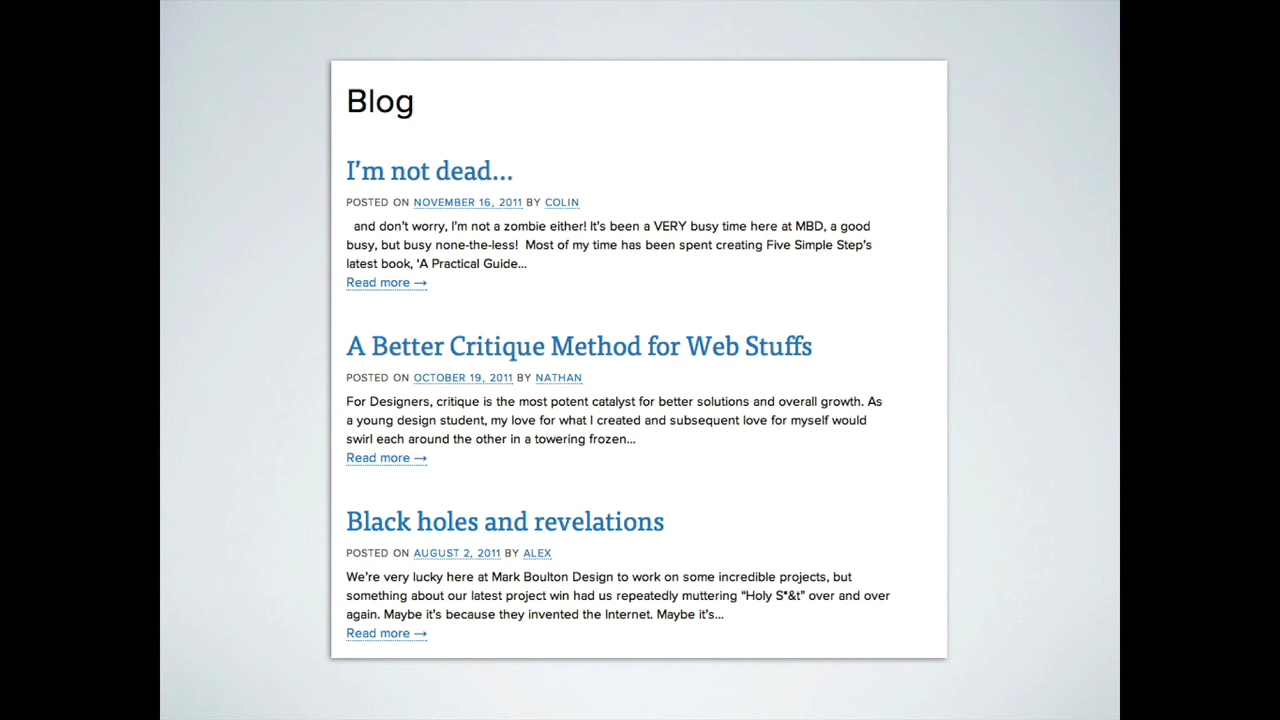 Blog
I'm not dead…
POSTED ON NOVEMBER 16, 2011 BY COLIN
and don't worry, I'm not a zombie either! It's been a VERY busy time here at MBD, a good
busy, but busy none-the-less!  Most of my time has been spent creating Five Simple Step's
latest book, 'A Practical Guide…
Read more →
A Better Critique Method for Web Stuffs
POSTED ON OCTOBER 19, 2011 BY NATHAN
For Designers, critique is the most potent catalyst for better solutions and overall growth. As
a young design student, my love for what I created and subsequent love for myself would
swirl each around the other in a towering frozen…
Read more →
Black holes and revelations
POSTED ON AUGUST 2, 2011 BY ALEX
We're very lucky here at Mark Boulton Design to work on some incredible projects, but
something about our latest project win had us repeatedly muttering “Holy S*&t” over and over
again. Maybe it's because they invented the Internet. Maybe it's…
Read more →